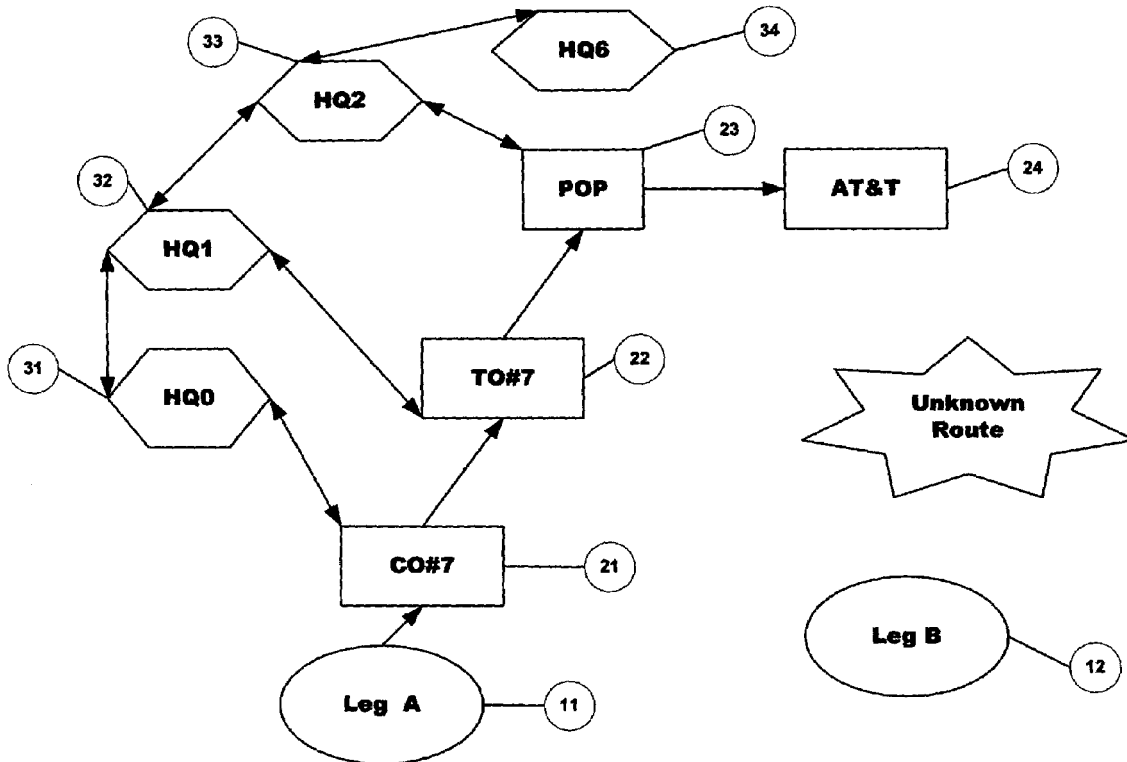 33
34
HQ6
HQ2
23
32
POP
AT&T
24
HQ1
31
HQ0
TO#7
22
Unknown
Route
CO#7
21
Leg B
12
Leg A
11